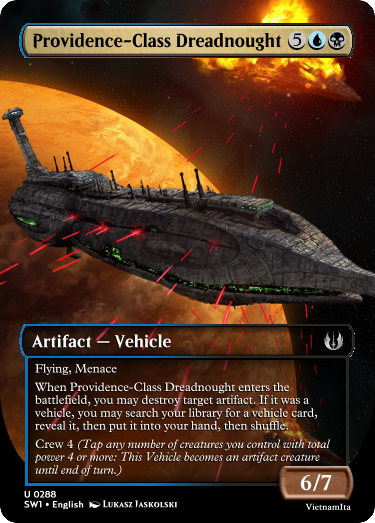 Providence-Class Dreadnought 5
Artifact — Vehicle
Flying, Menace
When Providence-Class Dreadnought enters the
battlefield, you may destroy target artifact. If it was a
vehicle, you may search your library for a vehicle card,
reveal it, then put it into your hand, then shuffle.
Crew 4 (Tap any number of creatures you control with total
power 4 or more: This Vehicle becomes an artifact creature
until end of turn.)
6/7
U 0288
SW1 • English Lukasz Jaskolski
VietnamIta